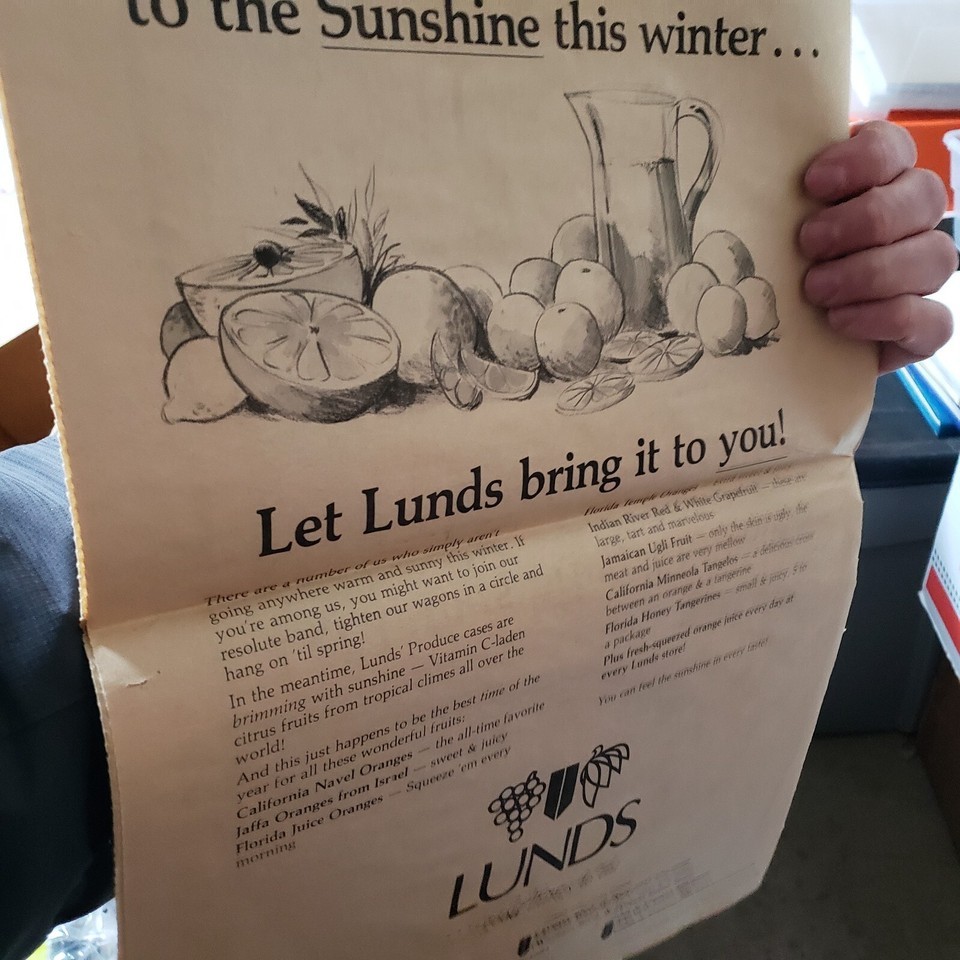 to the Sunshine this winter...
Let Lunds bring it to you!
There are a number of us who simply aren't
going anywhere warm and sunny this winter. If
you're among us, you might want to join our
resolute band, tighten our wagons in a circle and
hang on 'til spring!
In the meantime, Lunds' Produce cases are
brimming with sunshine — Vitamin C-laden
citrus fruits from tropical climes all over the
world!
And this just happens to be the best time of the
year for all these wonderful fruits:
California Navel Oranges — the all-time favorite
Jaffa Oranges from Israel — sweet & juicy
Florida Juice Oranges — Squeeze 'em every
morning
Florida Temple Oranges —
Indian River Red & White Grapefruit — these are
large, tart and marvelous
Jamaican Ugli Fruit — only the skin is ugly, the
meat and juice are very mellow
California Minneola Tangelos — a delicious cross
between an orange & a tangerine
Florida Honey Tangerines — small & juicy. 5 in
a package
Plus fresh-squeezed orange juice every day at
every Lunds store!
You can feel the sunshine in every taste!
LUNDS